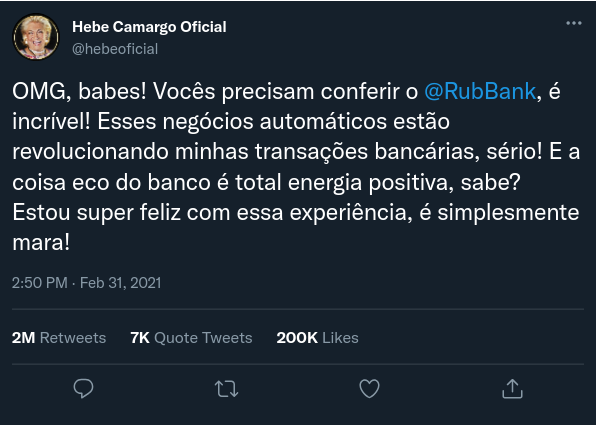 Hebe Camargo Oficial
@hebeoficial
OMG, babes! Vocês precisam conferir o @RubBank, é
incrível! Esses negócios automáticos estão
revolucionando minhas transações bancárias, sério! E a
coisa eco do banco é total energia positiva, sabe?
Estou super feliz com essa experiência, é simplesmente
mara!
2:50 PM · Feb 31, 2021
2M Retweets 7K Quote Tweets 200K Likes